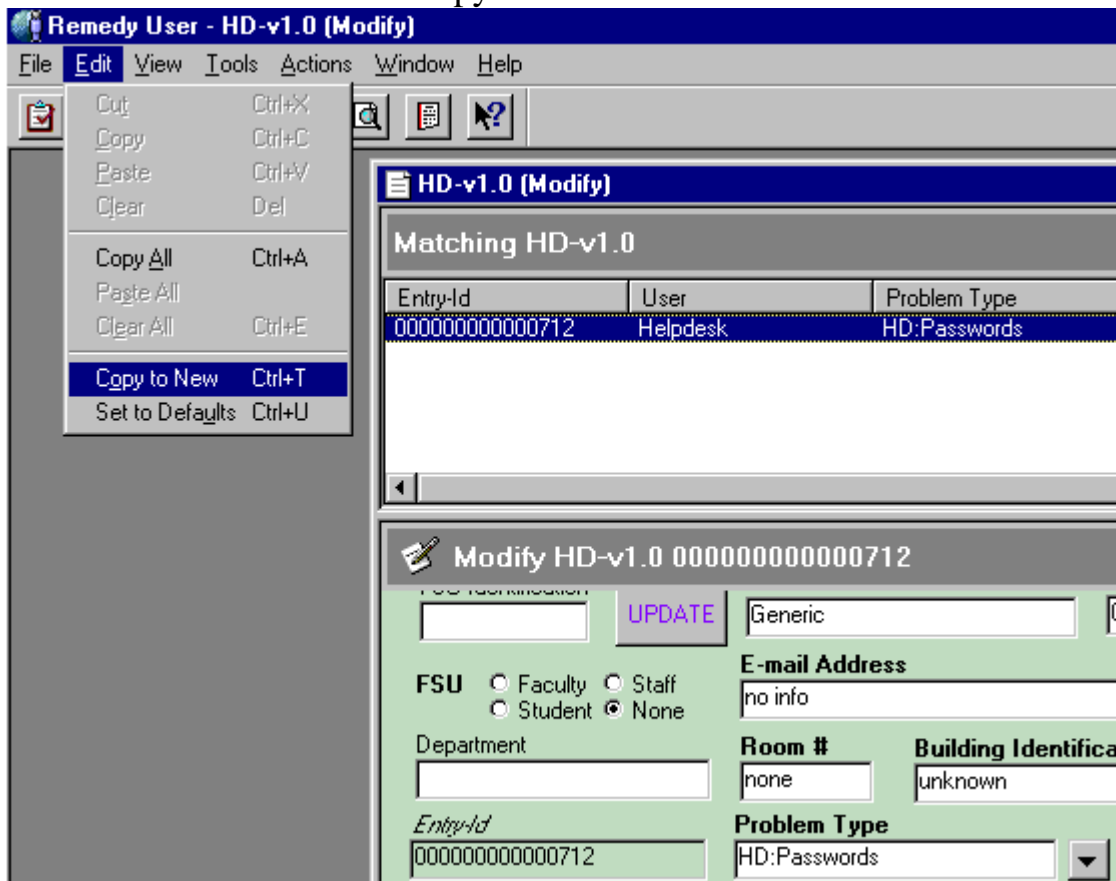 Remedy User - HD-v1.0 (Modify)
File Edit View Tools Actions Window Help
Cut Ctrl+X
Copy Ctrl+C
Paste Ctrl+V
Clear Del
Copy All Ctrl+A
Paste All
Clear All Ctrl+E
Copy to New Ctrl+T
Set to Defaults Ctrl+U
HD-v1.0 (Modify)
Matching HD-v1.0
Entry-Id User Problem Type
000000000000712 Helpdesk HD:Passwords
Modify HD-v1.0 000000000000712
UPDATE Generic
E-mail Address
FSU Faculty Staff
no info
Student None
Department Room # Building Identifica
none unknown
Entry-Id Problem Type
000000000000712 HD:Passwords